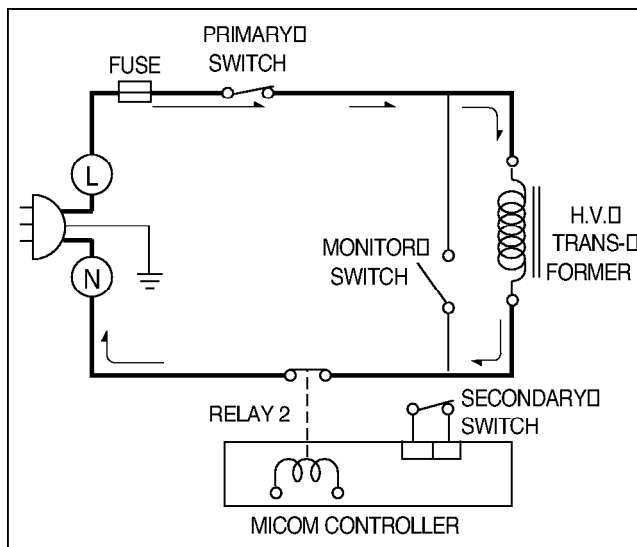 PRIMARY□
SWITCH
FUSE
L
N
MONITOR□
SWITCH
H.V.□
TRANS-□
FORMER
RELAY 2
SECONDARY□
SWITCH
MICOM CONTROLLER